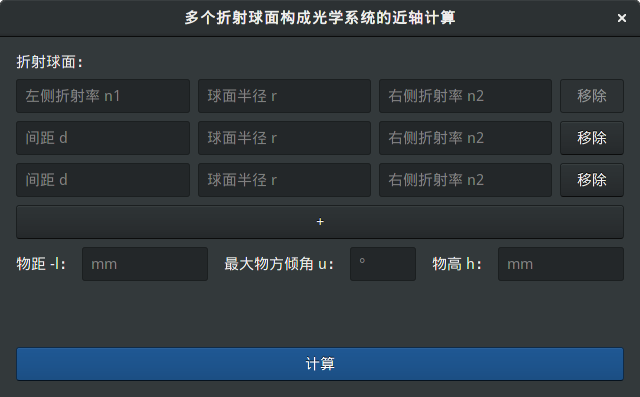 多个折射球面构成光学系统的近轴计算 ×
折射球面：
左侧折射率 n1 球面半径 r 右侧折射率 n2 移除
间距 d 球面半径 r 右侧折射率 n2 移除
间距 d 球面半径 r 右侧折射率 n2 移除
+
物距 -l： mm 最大物方倾角 u： ° 物高 h： mm
计算